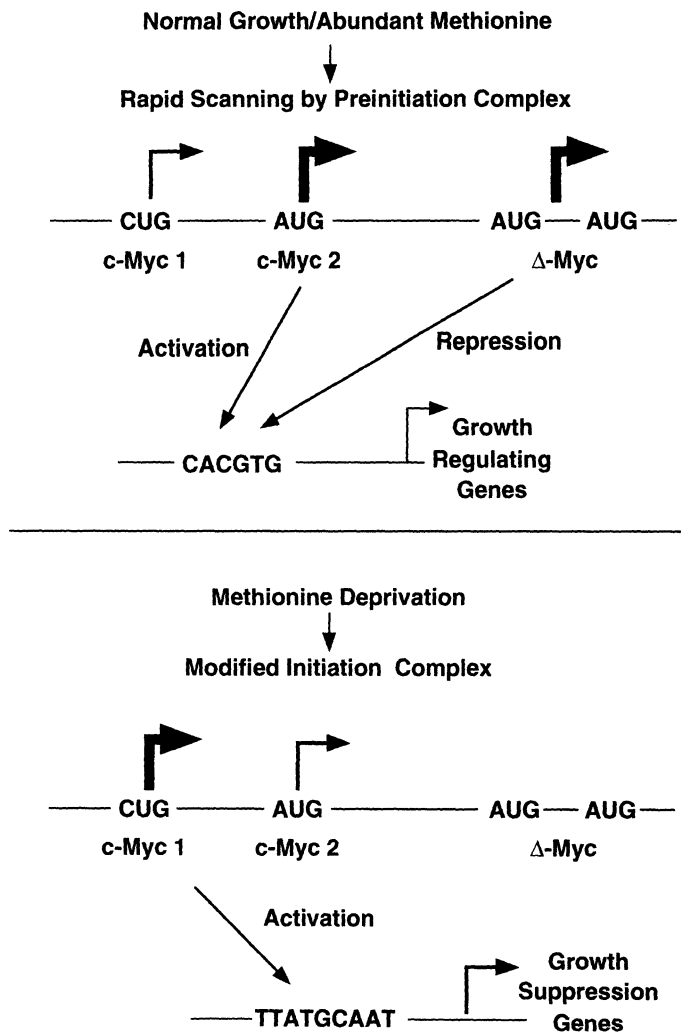 Normal Growth/Abundant Methionine
Rapid Scanning by Preinitiation Complex
CUG AUG AUG AUG
c-Myc 1 c-Myc 2 Δ-Myc
Activation Repression
CACGTG
Growth
Regulating
Genes
Methionine Deprivation
Modified Initiation Complex
CUG AUG AUG AUG
c-Myc 1 c-Myc 2 Δ-Myc
Activation
TTATGCAAT
Growth
Suppression
Genes